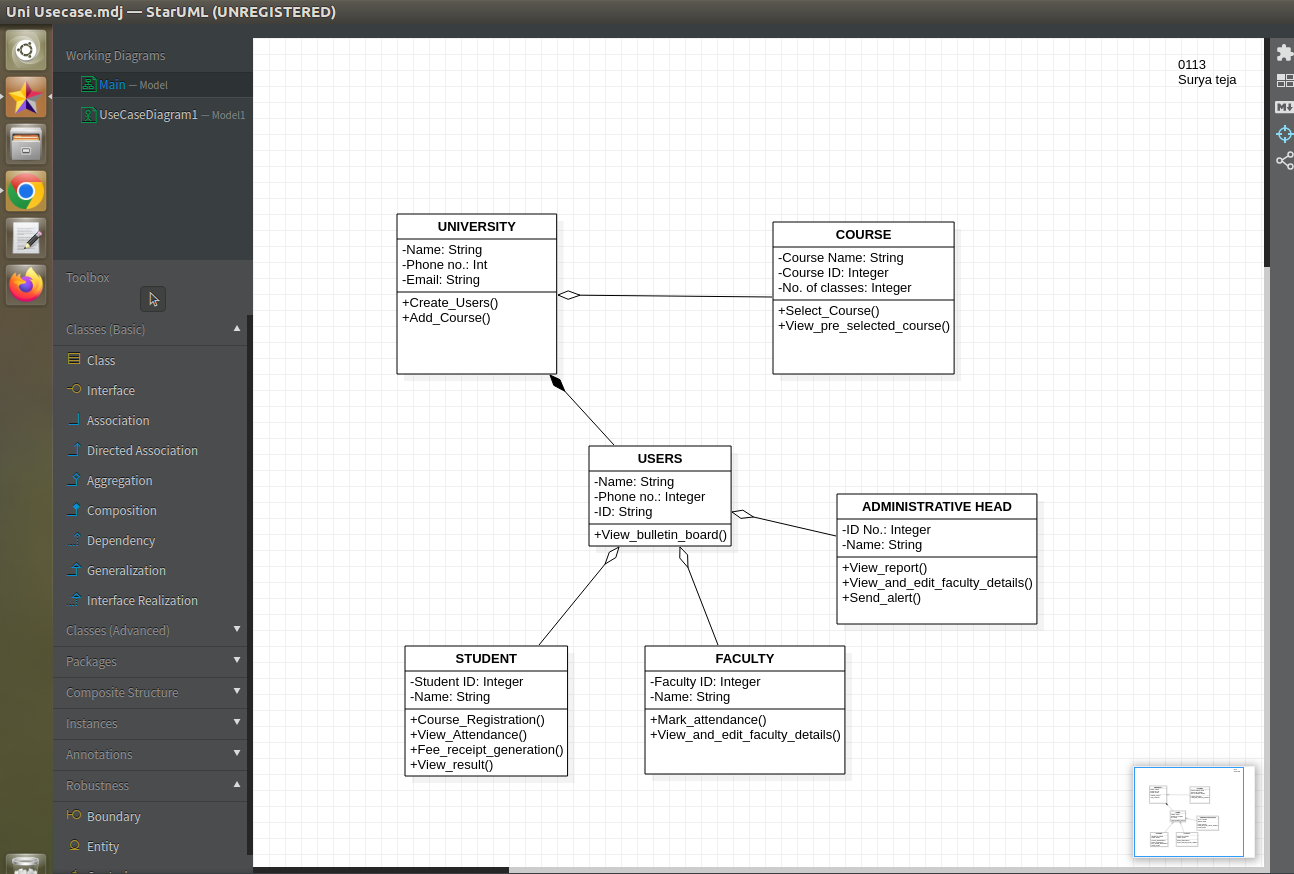 Uni Usecase.mdj — StarUML (UNREGISTERED)
Working Diagrams
Main — Model
UseCaseDiagram1 — Model1
Toolbox
Classes (Basic)
Class
Interface
Association
Directed Association
Aggregation
Composition
Dependency
Generalization
Interface Realization
Classes (Advanced)
Packages
Composite Structure
Instances
Annotations
Robustness
Boundary
Entity
0113
Surya teja
UNIVERSITY
-Name: String
-Phone no.: Int
-Email: String
+Create_Users()
+Add_Course()
COURSE
-Course Name: String
-Course ID: Integer
-No. of classes: Integer
+Select_Course()
+View_pre_selected_course()
USERS
-Name: String
-Phone no.: Integer
-ID: String
+View_bulletin_board()
ADMINISTRATIVE HEAD
-ID No.: Integer
-Name: String
+View_report()
+View_and_edit_faculty_details()
+Send_alert()
STUDENT
-Student ID: Integer
-Name: String
+Course_Registration()
+View_Attendance()
+Fee_receipt_generation()
+View_result()
FACULTY
-Faculty ID: Integer
-Name: String
+Mark_attendance()
+View_and_edit_faculty_details()
M